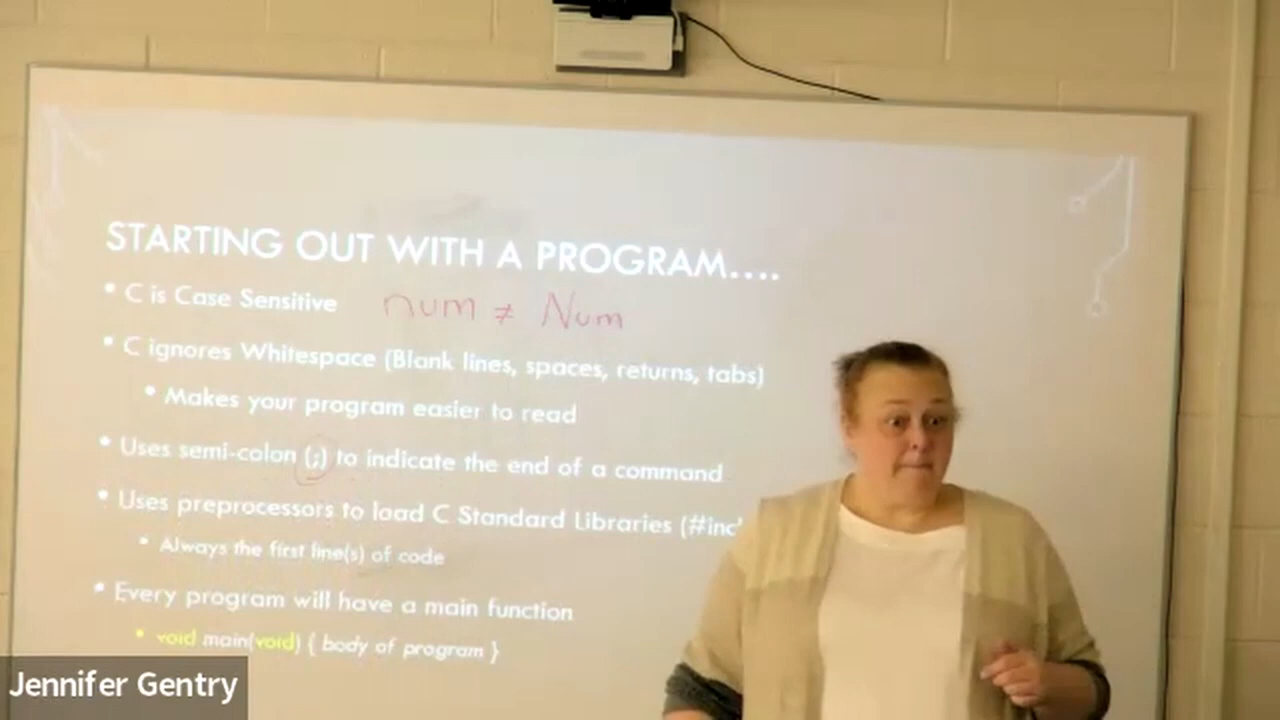 STARTING OUT WITH A PROGRAM....
• C is Case Sensitive num ≠ Num
• C ignores Whitespace (Blank lines, spaces, returns, tabs)
• Makes your program easier to read
• Uses semi-colon (;) to indicate the end of a command
• Uses preprocessors to load C Standard Libraries (#inc
• Always the first line(s) of code
• Every program will have a main function
• void main(void) { body of program }
Jennifer Gentry